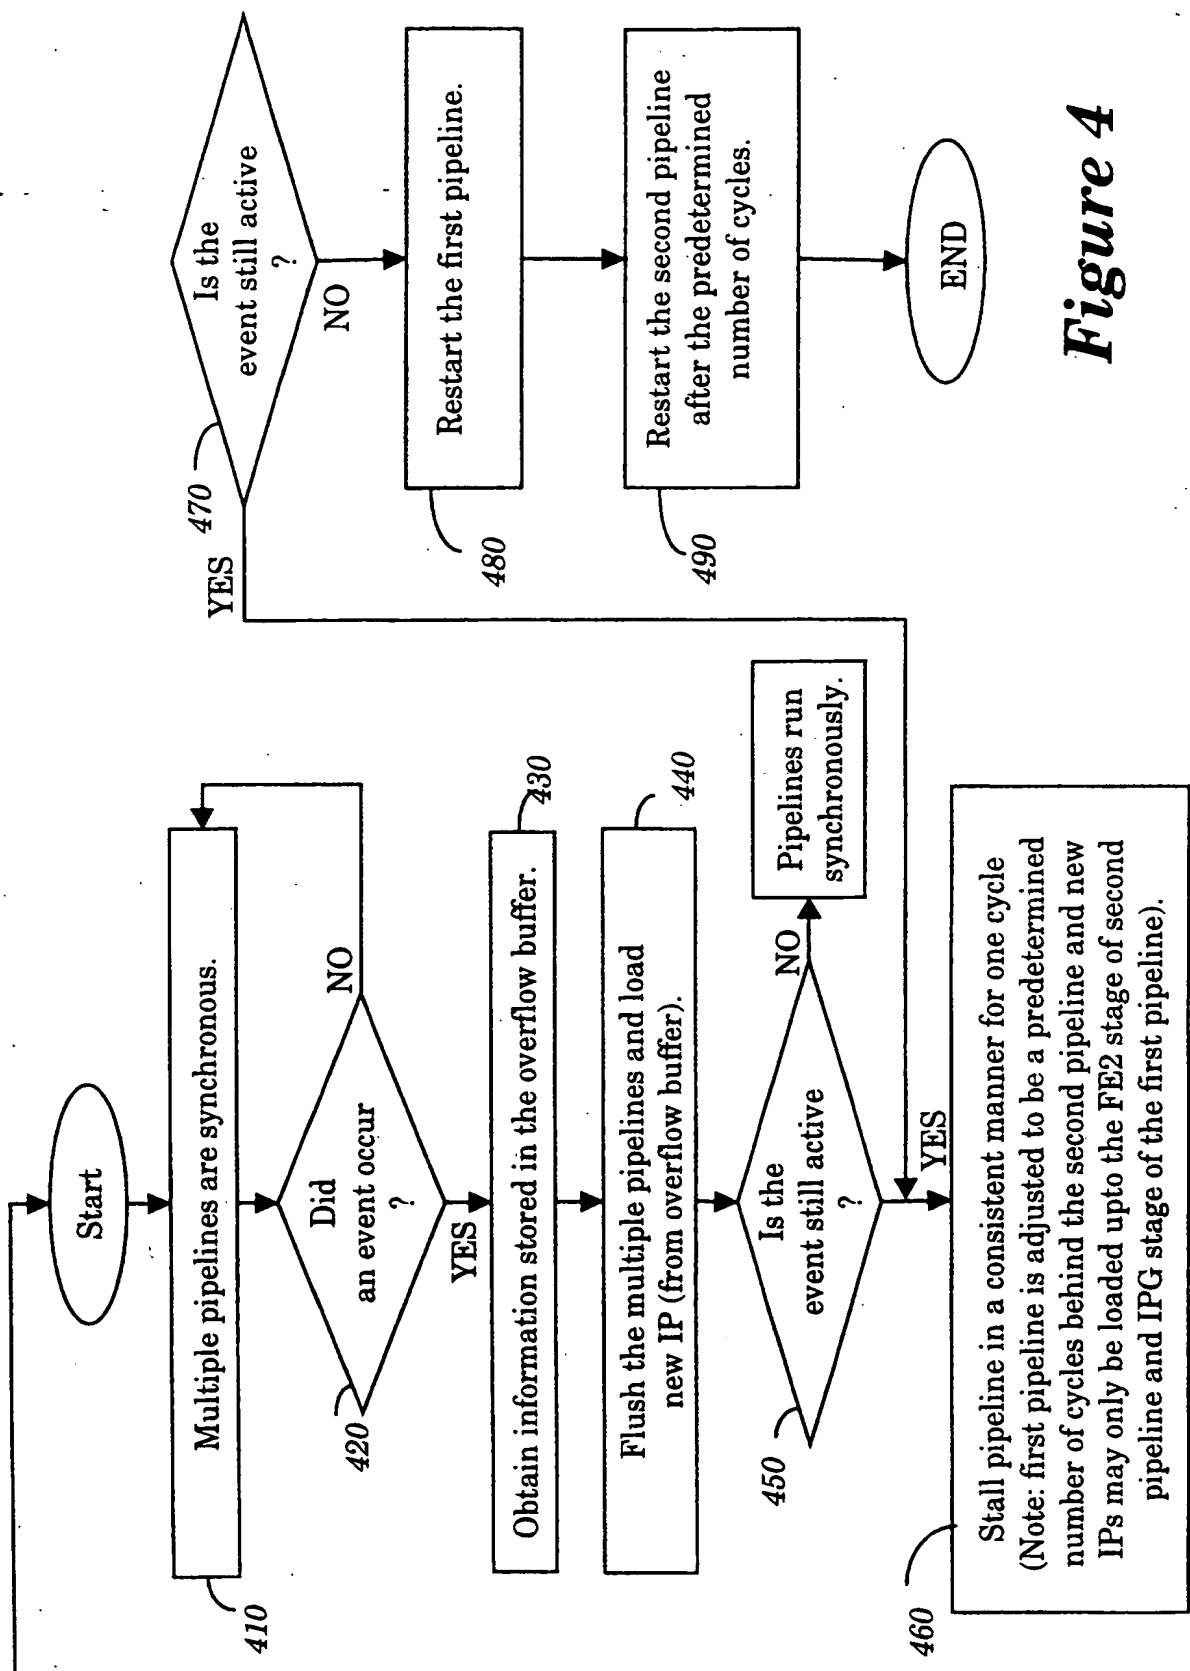 Start
Multiple pipelines are synchronous.
410
Did
an event occur
?
420
NO
YES
Obtain information stored in the overflow buffer.
430
Flush the multiple pipelines and load
new IP (from overflow buffer).
440
Is the
event still active
?
450
NO
Pipelines run
synchronously.
YES
Stall pipeline in a consistent manner for one cycle
(Note: first pipeline is adjusted to be a predetermined
number of cycles behind the second pipeline and new
IPs may only be loaded upto the FE2 stage of second
pipeline and IPG stage of the first pipeline).
460
Is the
event still active
?
470
YES
NO
Restart the first pipeline.
480
Restart the second pipeline
after the predetermined
number of cycles.
490
END
Figure 4